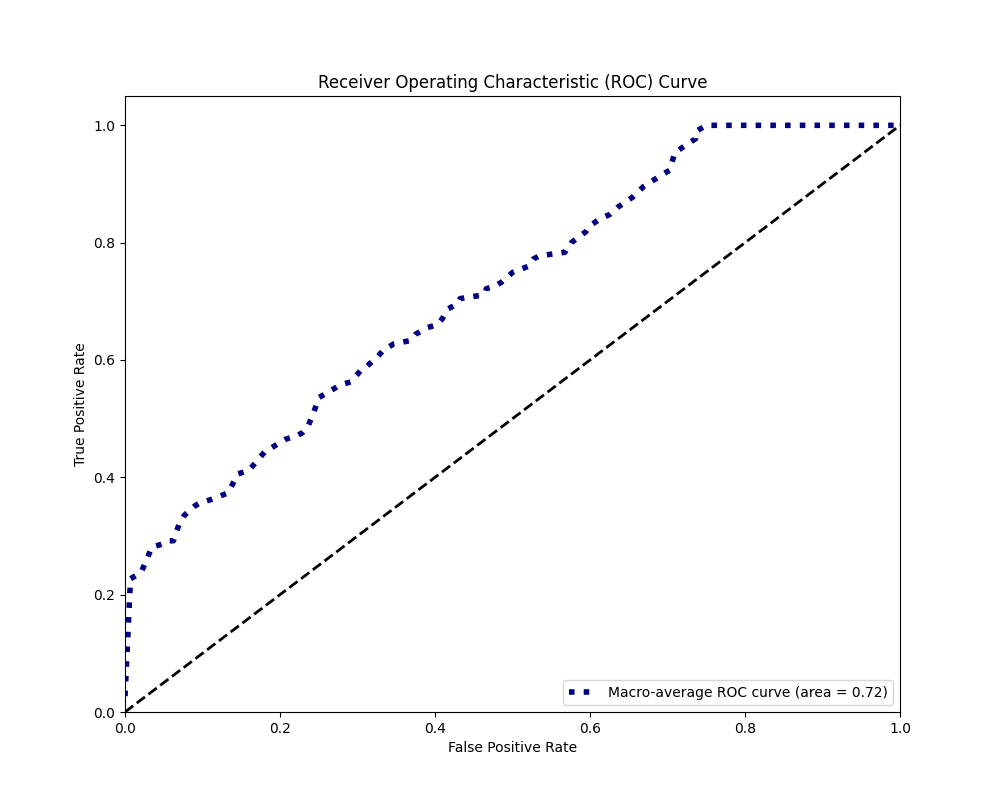 Receiver Operating Characteristic (ROC) Curve
True Positive Rate
1.0
0.8
0.6
0.4
0.2
0.0
0.0 0.2 0.4 0.6 0.8 1.0
False Positive Rate
Macro-average ROC curve (area = 0.72)